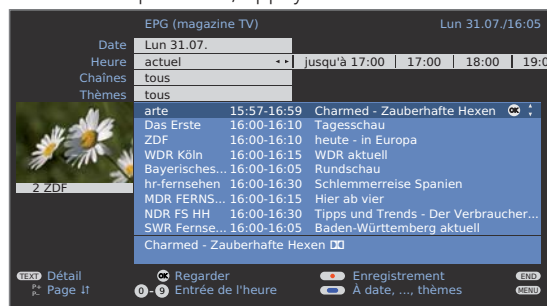 EPG (magazine TV) Lun 31.07./16:05
Date Lun 31.07.
Heure actuel jusqu'à 17:00 17:00 18:00 19:0
Chaînes tous
Thèmes tous
arte 15:57-16:59 Charmed - Zauberhafte Hexen OK
Das Erste 16:00-16:10 Tagesschau
ZDF 16:00-16:10 heute - in Europa
WDR Köln 16:00-16:15 WDR aktuell
Bayerisches... 16:00-16:05 Rundschau
hr-fernsehen 16:00-16:30 Schlemmerreise Spanien
MDR FERNS... 16:00-16:15 Hier ab vier
NDR FS HH 16:00-16:30 Tipps und Trends - Der Verbraucher...
SWR Fernse... 16:00-16:05 Baden-Württemberg aktuell
2 ZDF
Charmed - Zauberhafte Hexen
TEXT Détail OK Regarder Enregistrement END
P+ P- Page ↓↑ 0-9 Entrée de l'heure À date, ..., thèmes MENU